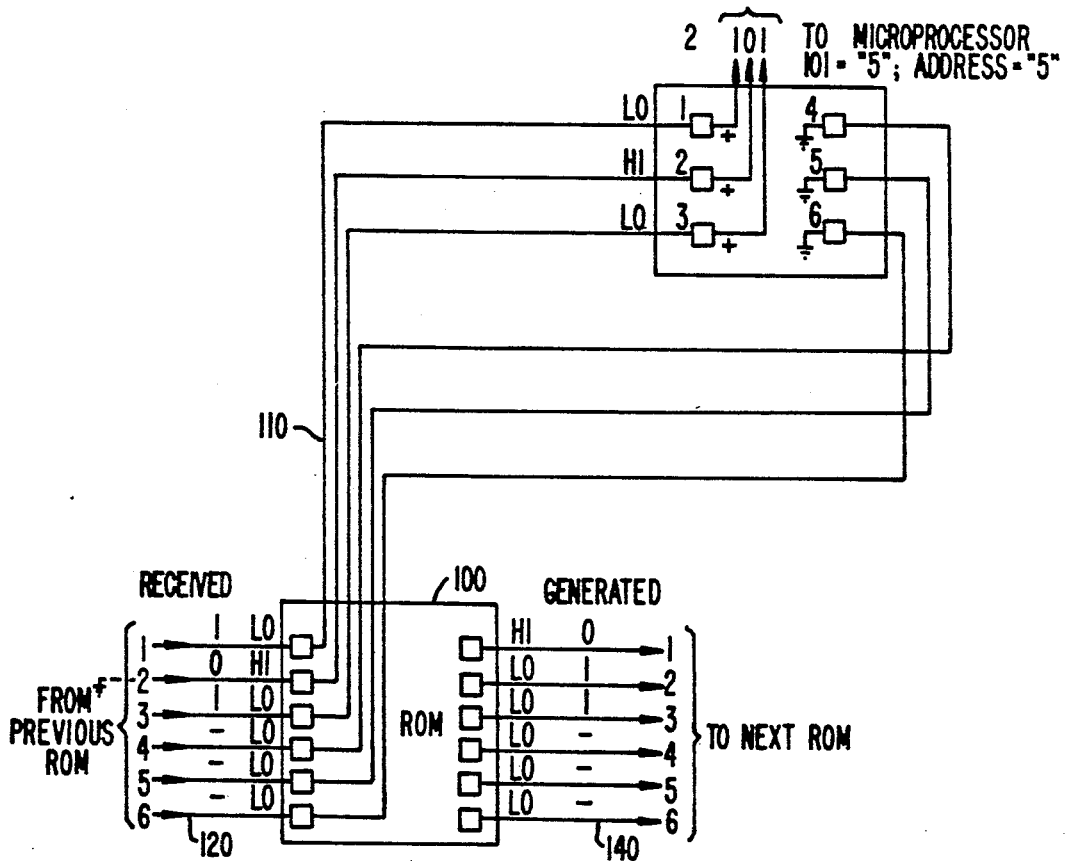 2 101 TO MICROPROCESSOR
101 = "5"; ADDRESS = "5"
LO 1 + 4
HI 2 + 5
LO 3 + 6
110
RECEIVED 100 GENERATED
1 1 LO HI 0 1
2 0 HI LO 1 2
3 1 LO LO 1 3
4 - LO LO - 4
5 - LO LO - 5
6 - LO LO - 6
FROM +
PREVIOUS
ROM
ROM
TO NEXT ROM
120 140